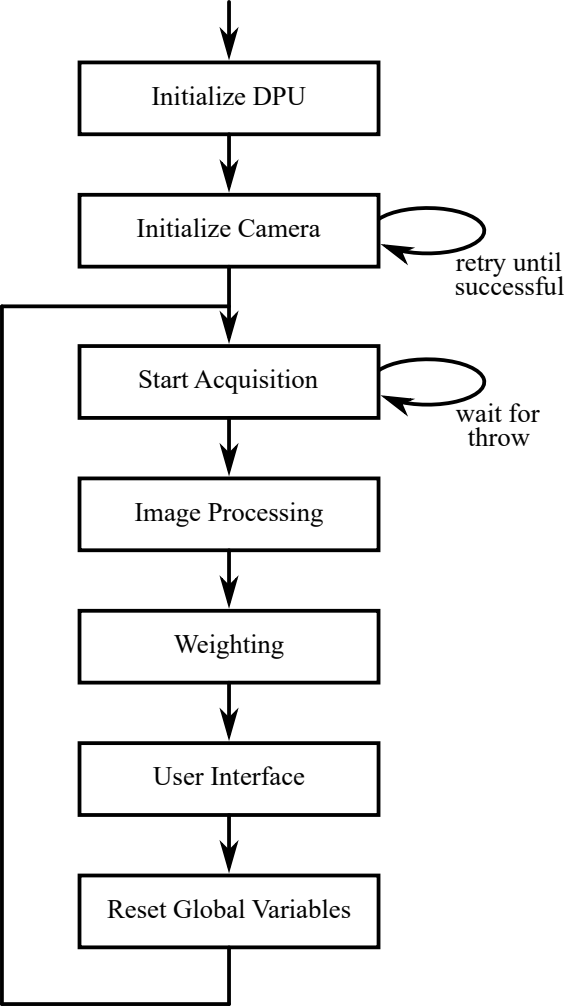 Initialize DPU
Initialize Camera
retry until
successful
Start Acquisition
wait for
throw
Image Processing
Weighting
User Interface
Reset Global Variables